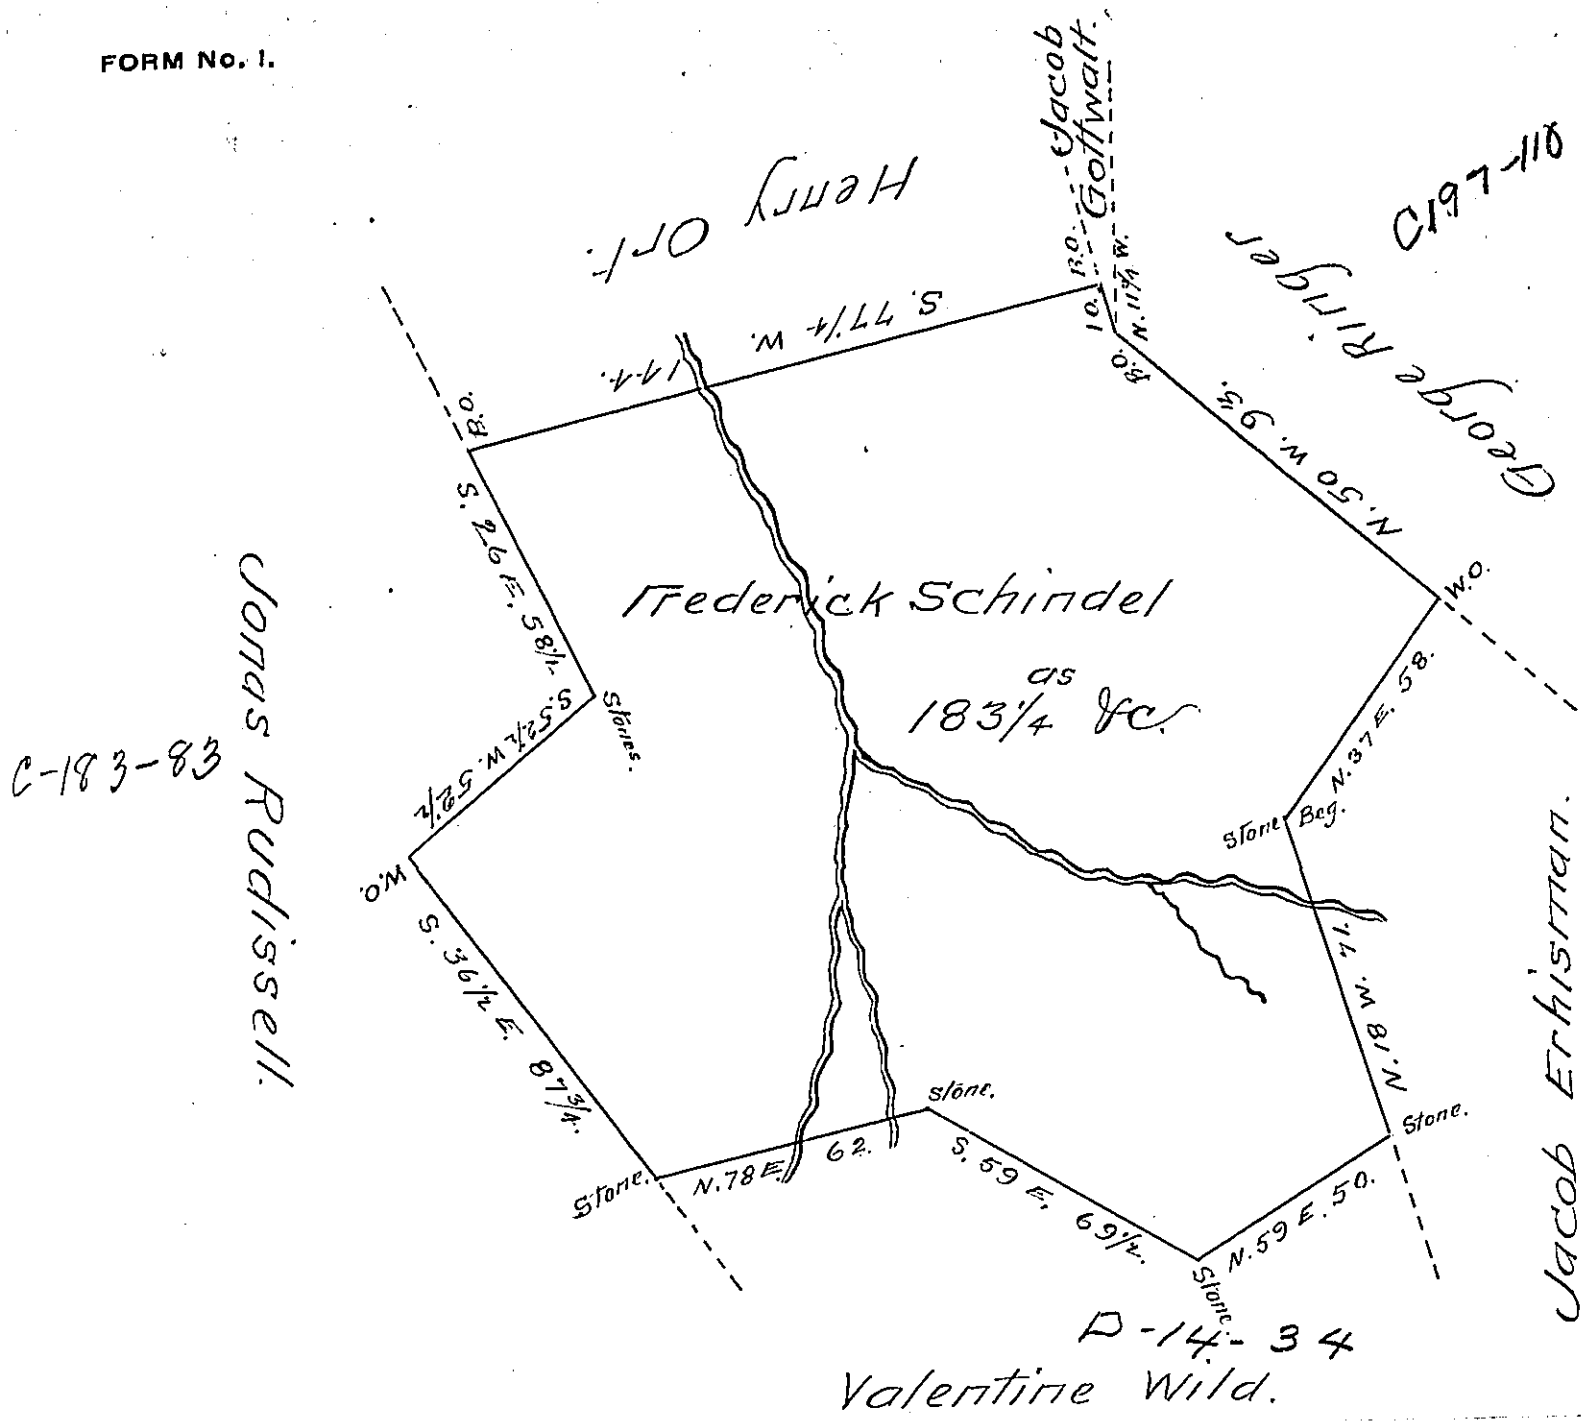 FORM No. 1.
Jacob
Gottwalt.
C197-110
Henry Ort.
George Ringer
B.O.
10.
N. 11¾ W.
B.O.
S. 77¼ W.
144.
B.O.
N. 50 W. 95.
W.O.
S. 26 E. 58½
Frederick Schindel
as
183¼ &c.
N. 37 E. 58.
Stones.
S. 52½ W. 52½
Jonas Rudissell.
C-183-83
Stone Beg.
W.O.
S. 36½ E. 87¾.
N. 18 W. 71.
Jacob Erhisman.
Stone.
Stone.
N. 78 E. 62.
Stone.
S. 59 E. 69½.
N. 59 E. 50.
Stone.
D-14-34
Valentine Wild.